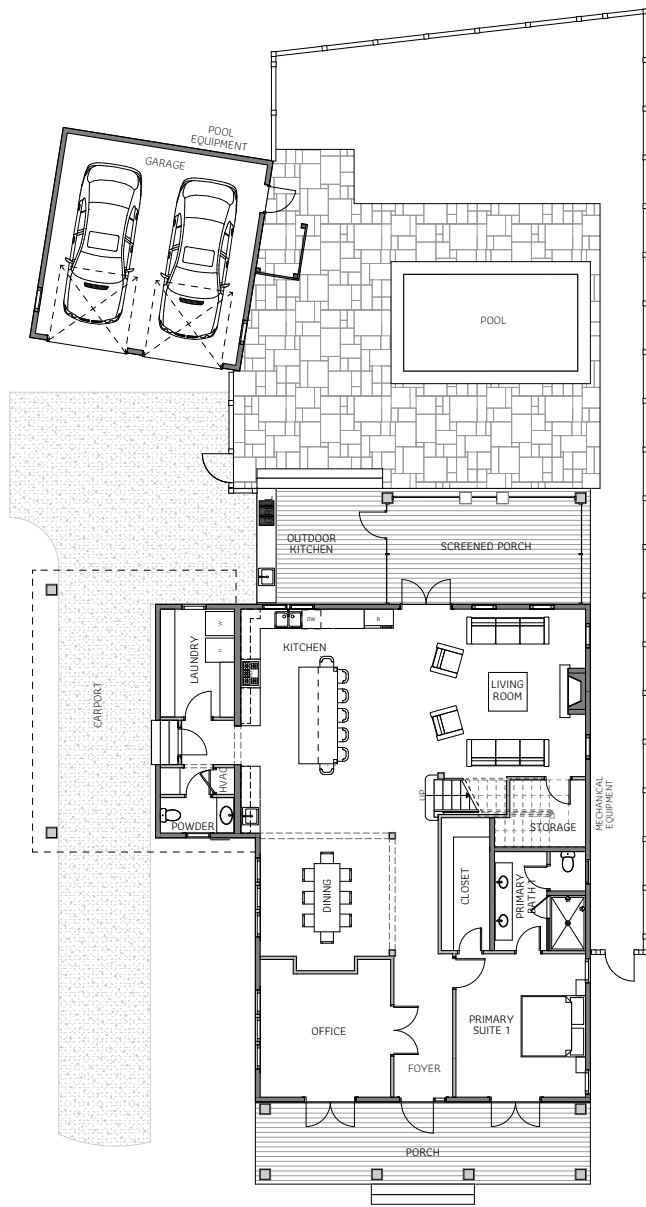 POOL
EQUIPMENT
GARAGE
POOL
OUTDOOR
KITCHEN
SCREENED PORCH
DW
R
W
D
LAUNDRY
KITCHEN
LIVING
ROOM
CARPORT
HVAC
UP
POWDER
STORAGE
MECHANICAL
EQUIPMENT
DINING
CLOSET
PRIMARY
BATH 1
OFFICE
PRIMARY
SUITE 1
FOYER
PORCH